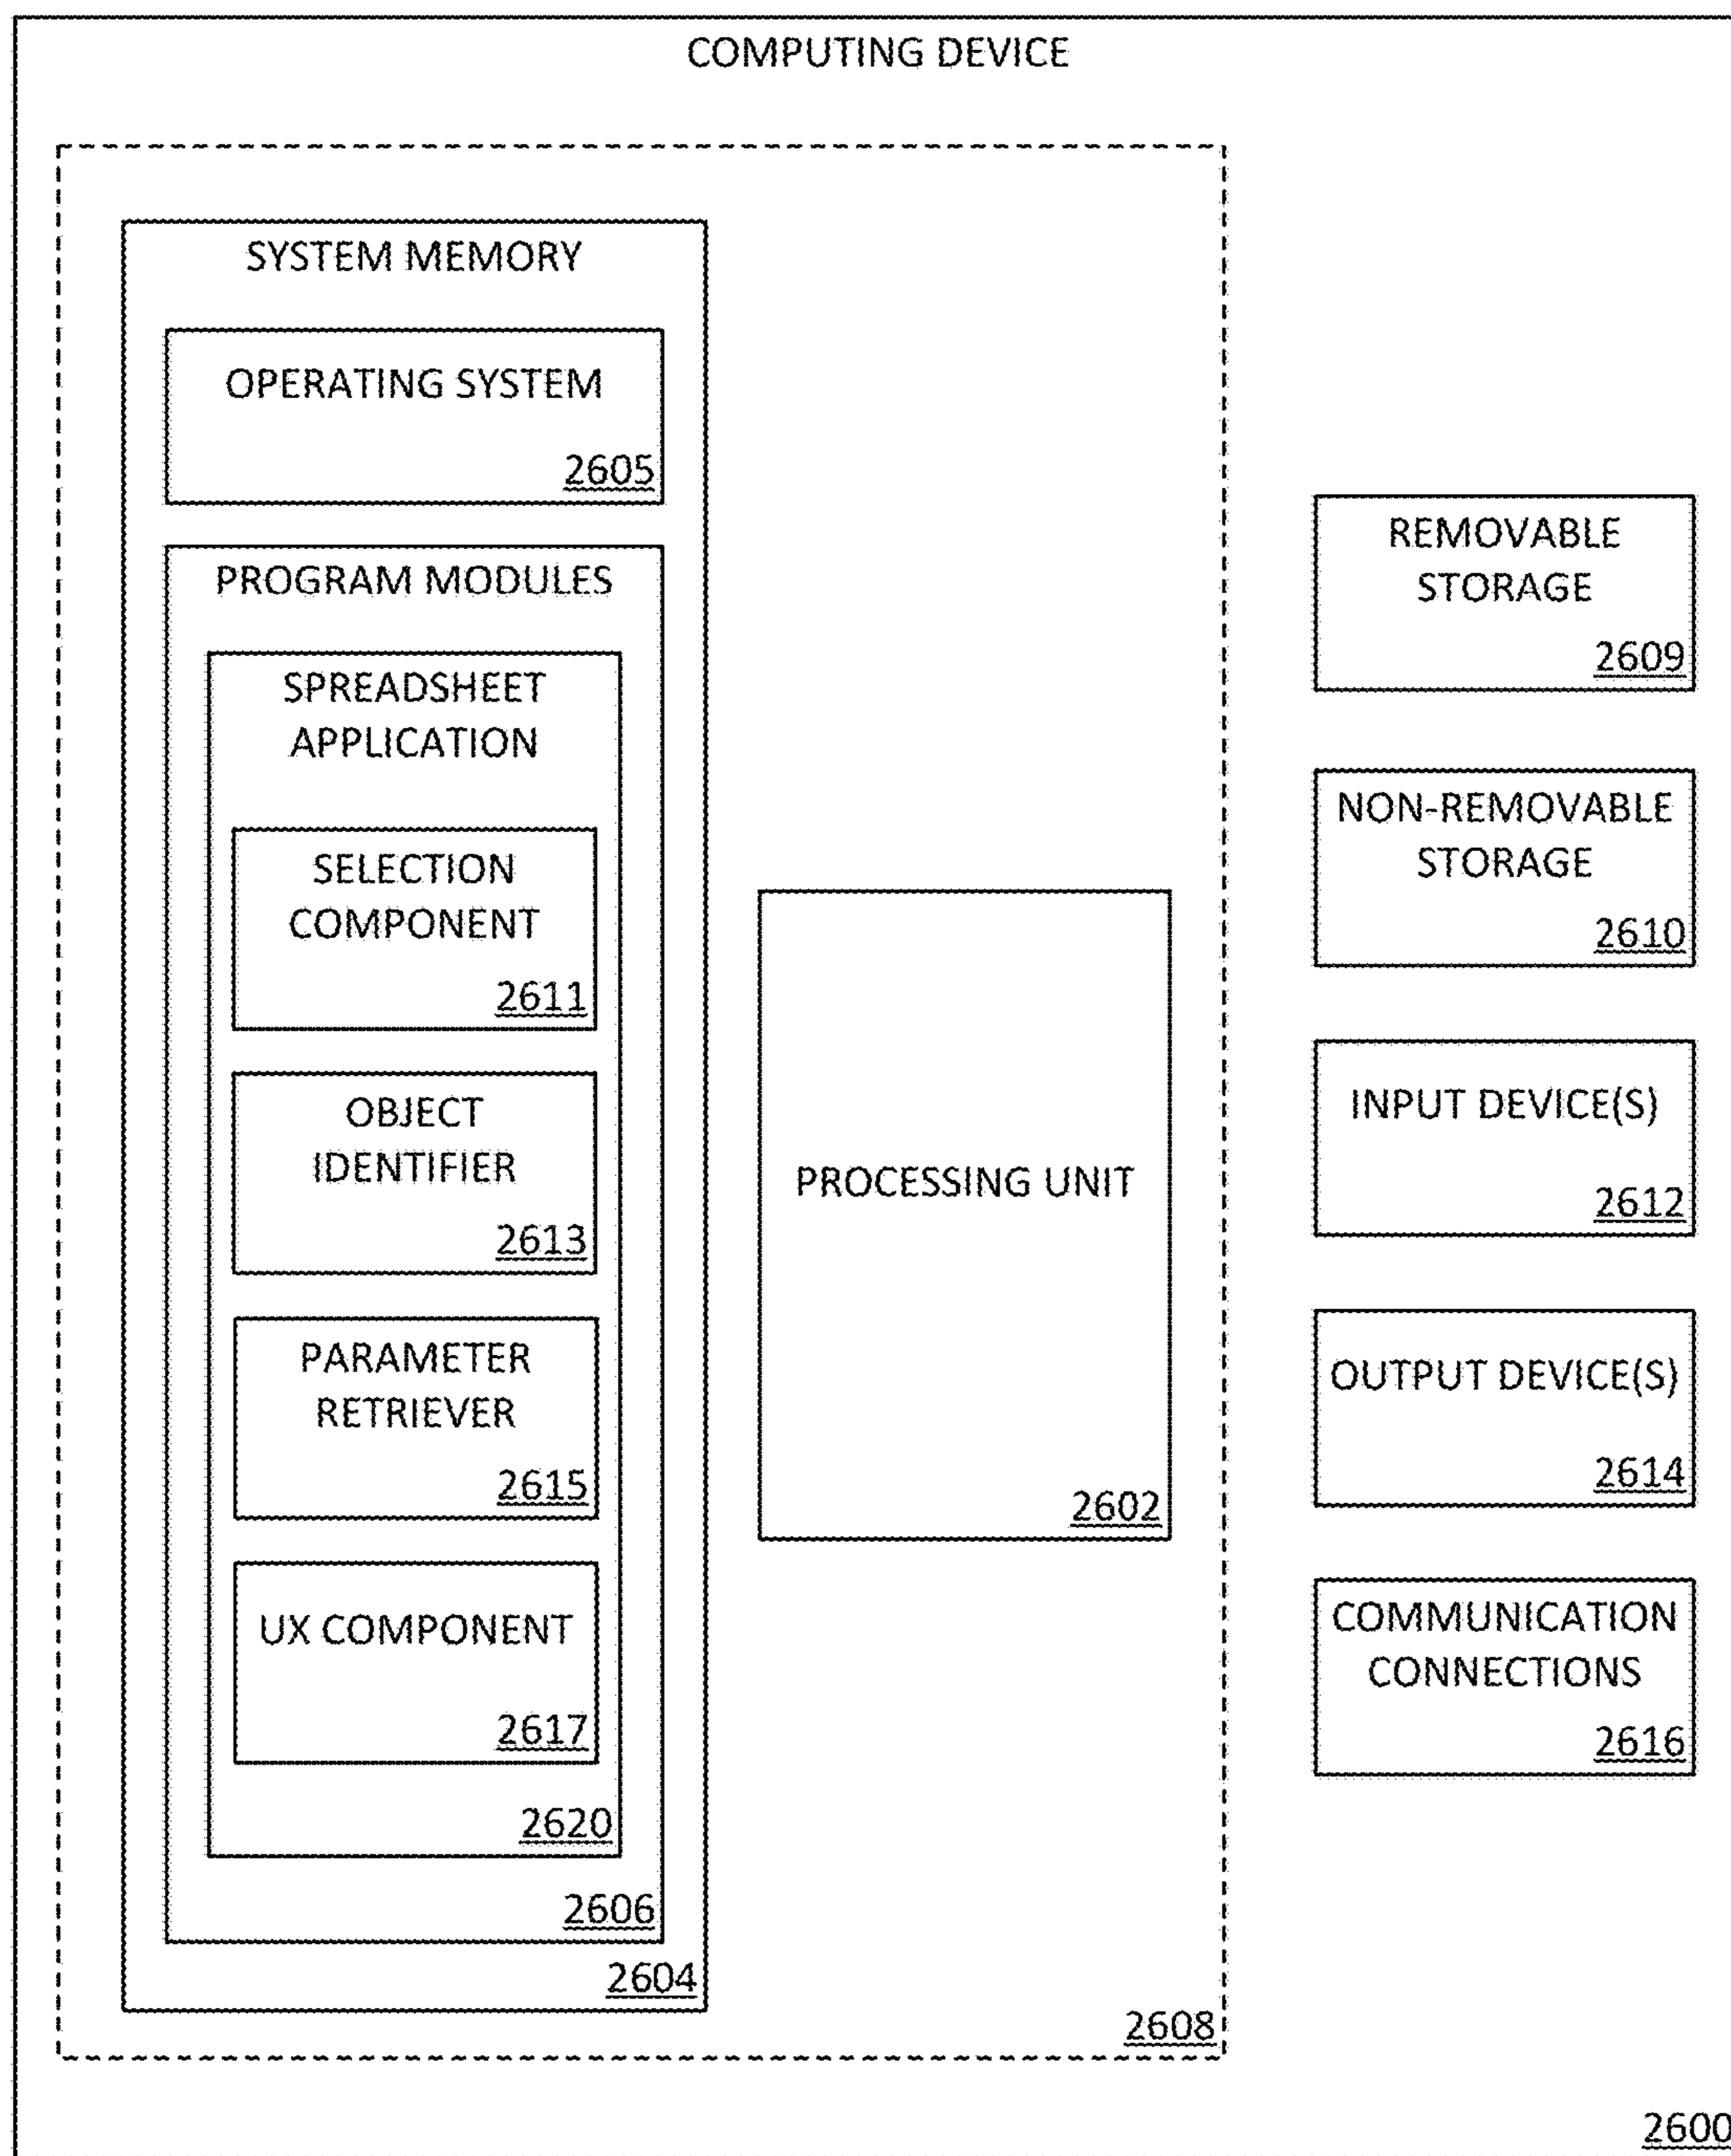 COMPUTING DEVICE
SYSTEM MEMORY
OPERATING SYSTEM
2605
PROGRAM MODULES
SPREADSHEET
APPLICATION
SELECTION
COMPONENT
2611
OBJECT
IDENTIFIER
2613
PARAMETER
RETRIEVER
2615
UX COMPONENT
2617
2620
2606
2604
PROCESSING UNIT
2602
2608
REMOVABLE
STORAGE
2609
NON-REMOVABLE
STORAGE
2610
INPUT DEVICE(S)
2612
OUTPUT DEVICE(S)
2614
COMMUNICATION
CONNECTIONS
2616
2600